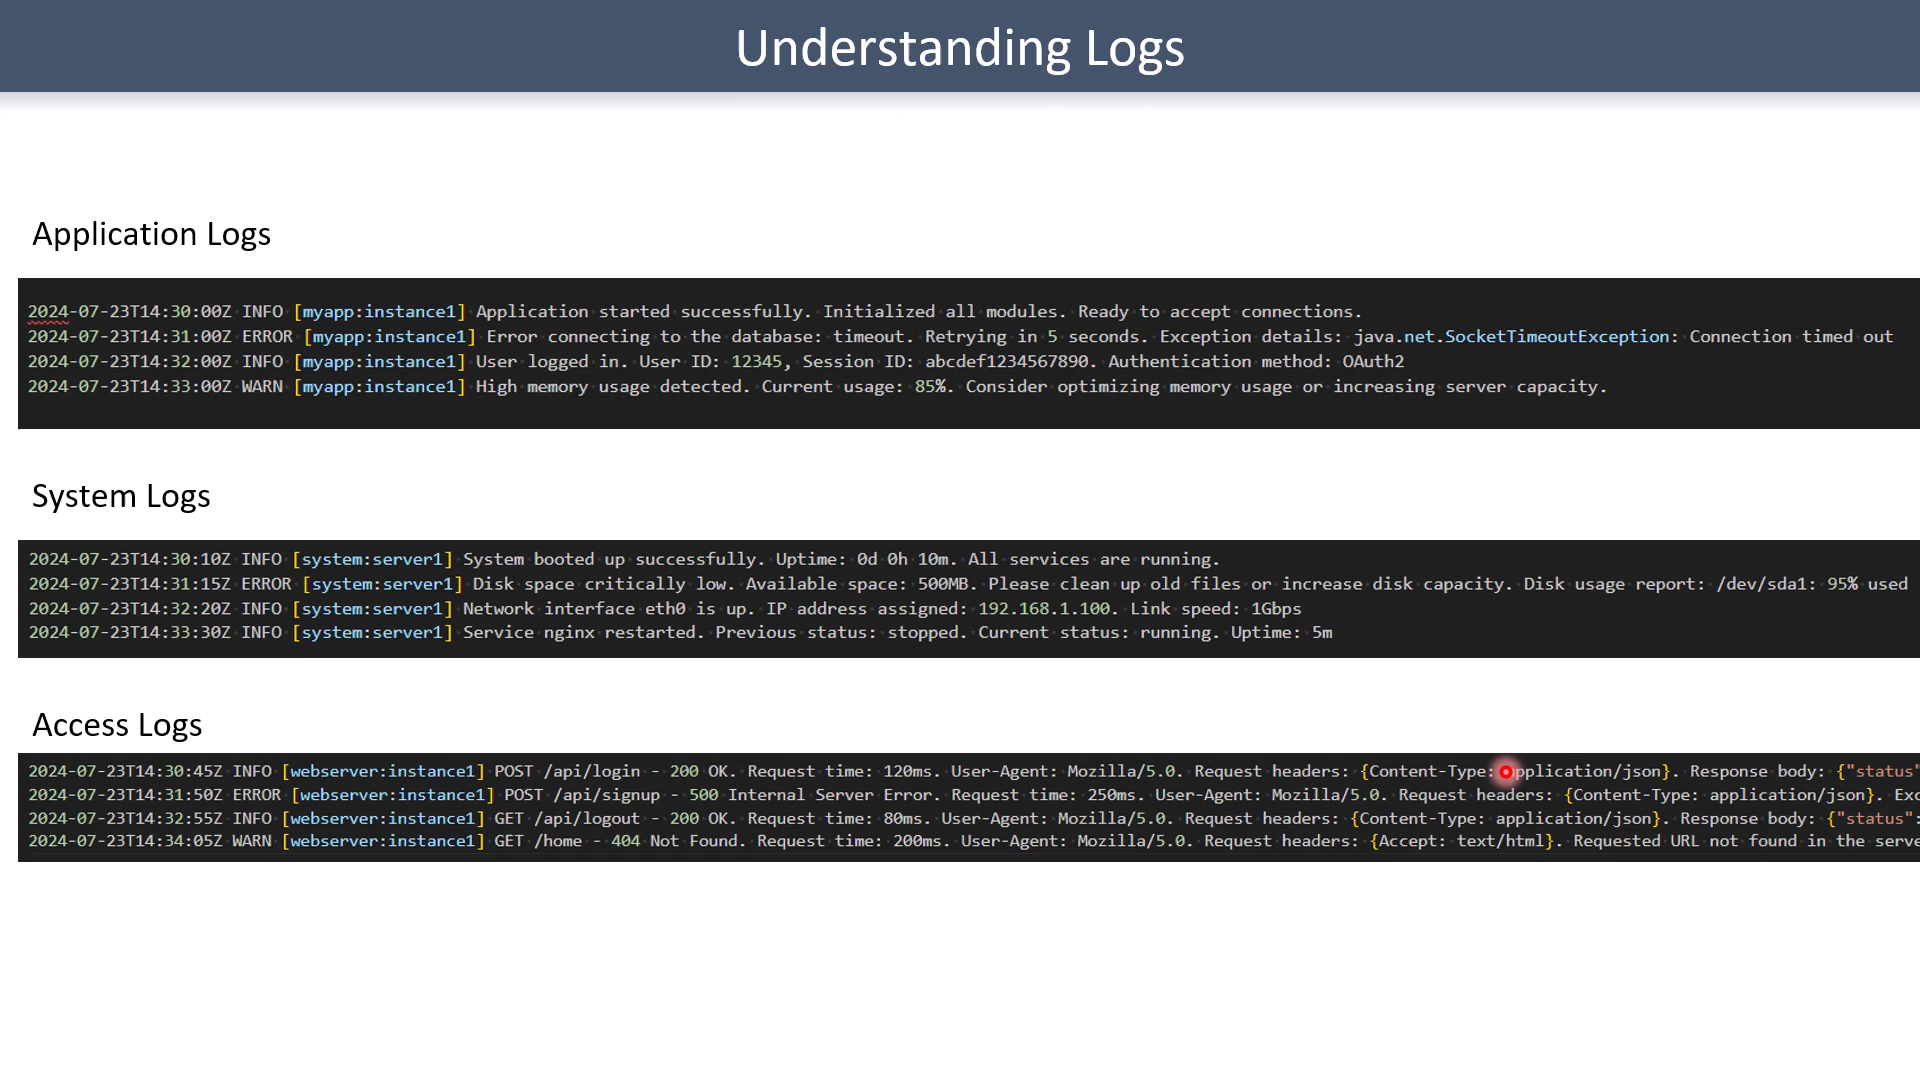 Understanding Logs
Application Logs
2024-07-23T14:30:00Z INFO [myapp:instance1] Application started successfully. Initialized all modules. Ready to accept connections.
2024-07-23T14:31:00Z ERROR [myapp:instance1] Error connecting to the database: timeout. Retrying in 5 seconds. Exception details: java.net.SocketTimeoutException: Connection timed out
2024-07-23T14:32:00Z INFO [myapp:instance1] User logged in. User ID: 12345, Session ID: abcdef1234567890. Authentication method: OAuth2
2024-07-23T14:33:00Z WARN [myapp:instance1] High memory usage detected. Current usage: 85%. Consider optimizing memory usage or increasing server capacity.
System Logs
2024-07-23T14:30:10Z INFO [system:server1] System booted up successfully. Uptime: 0d 0h 10m. All services are running.
2024-07-23T14:31:15Z ERROR [system:server1] Disk space critically low. Available space: 500MB. Please clean up old files or increase disk capacity. Disk usage report: /dev/sda1: 95% used
2024-07-23T14:32:20Z INFO [system:server1] Network interface eth0 is up. IP address assigned: 192.168.1.100. Link speed: 1Gbps
2024-07-23T14:33:30Z INFO [system:server1] Service nginx restarted. Previous status: stopped. Current status: running. Uptime: 5m
Access Logs
2024-07-23T14:30:45Z INFO [webserver:instance1] POST /api/login - 200 OK. Request time: 120ms. User-Agent: Mozilla/5.0. Request headers: {Content-Type: application/json}. Response body: {"status"
2024-07-23T14:31:50Z ERROR [webserver:instance1] POST /api/signup - 500 Internal Server Error. Request time: 250ms. User-Agent: Mozilla/5.0. Request headers: {Content-Type: application/json}. Exc
2024-07-23T14:32:55Z INFO [webserver:instance1] GET /api/logout - 200 OK. Request time: 80ms. User-Agent: Mozilla/5.0. Request headers: {Content-Type: application/json}. Response body: {"status":
2024-07-23T14:34:05Z WARN [webserver:instance1] GET /home - 404 Not Found. Request time: 200ms. User-Agent: Mozilla/5.0. Request headers: {Accept: text/html}. Requested URL not found in the serve